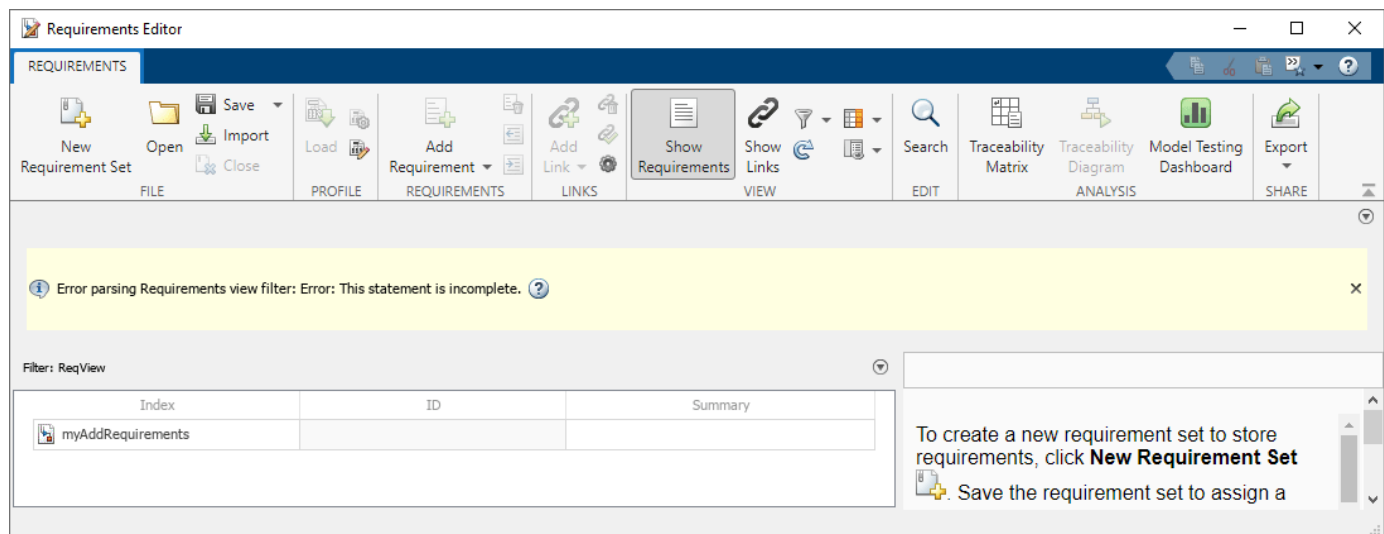 Requirements Editor
REQUIREMENTS
New Requirement Set
Open
Save
Import
Close
FILE
Load
PROFILE
Add Requirement
REQUIREMENTS
Add Link
LINKS
Show Requirements
Show Links
VIEW
Search
EDIT
Traceability Matrix
Traceability Diagram
Model Testing Dashboard
ANALYSIS
Export
SHARE
Error parsing Requirements view filter: Error: This statement is incomplete.
Filter: ReqView
Index ID Summary
myAddRequirements
To create a new requirement set to store
requirements, click New Requirement Set
. Save the requirement set to assign a